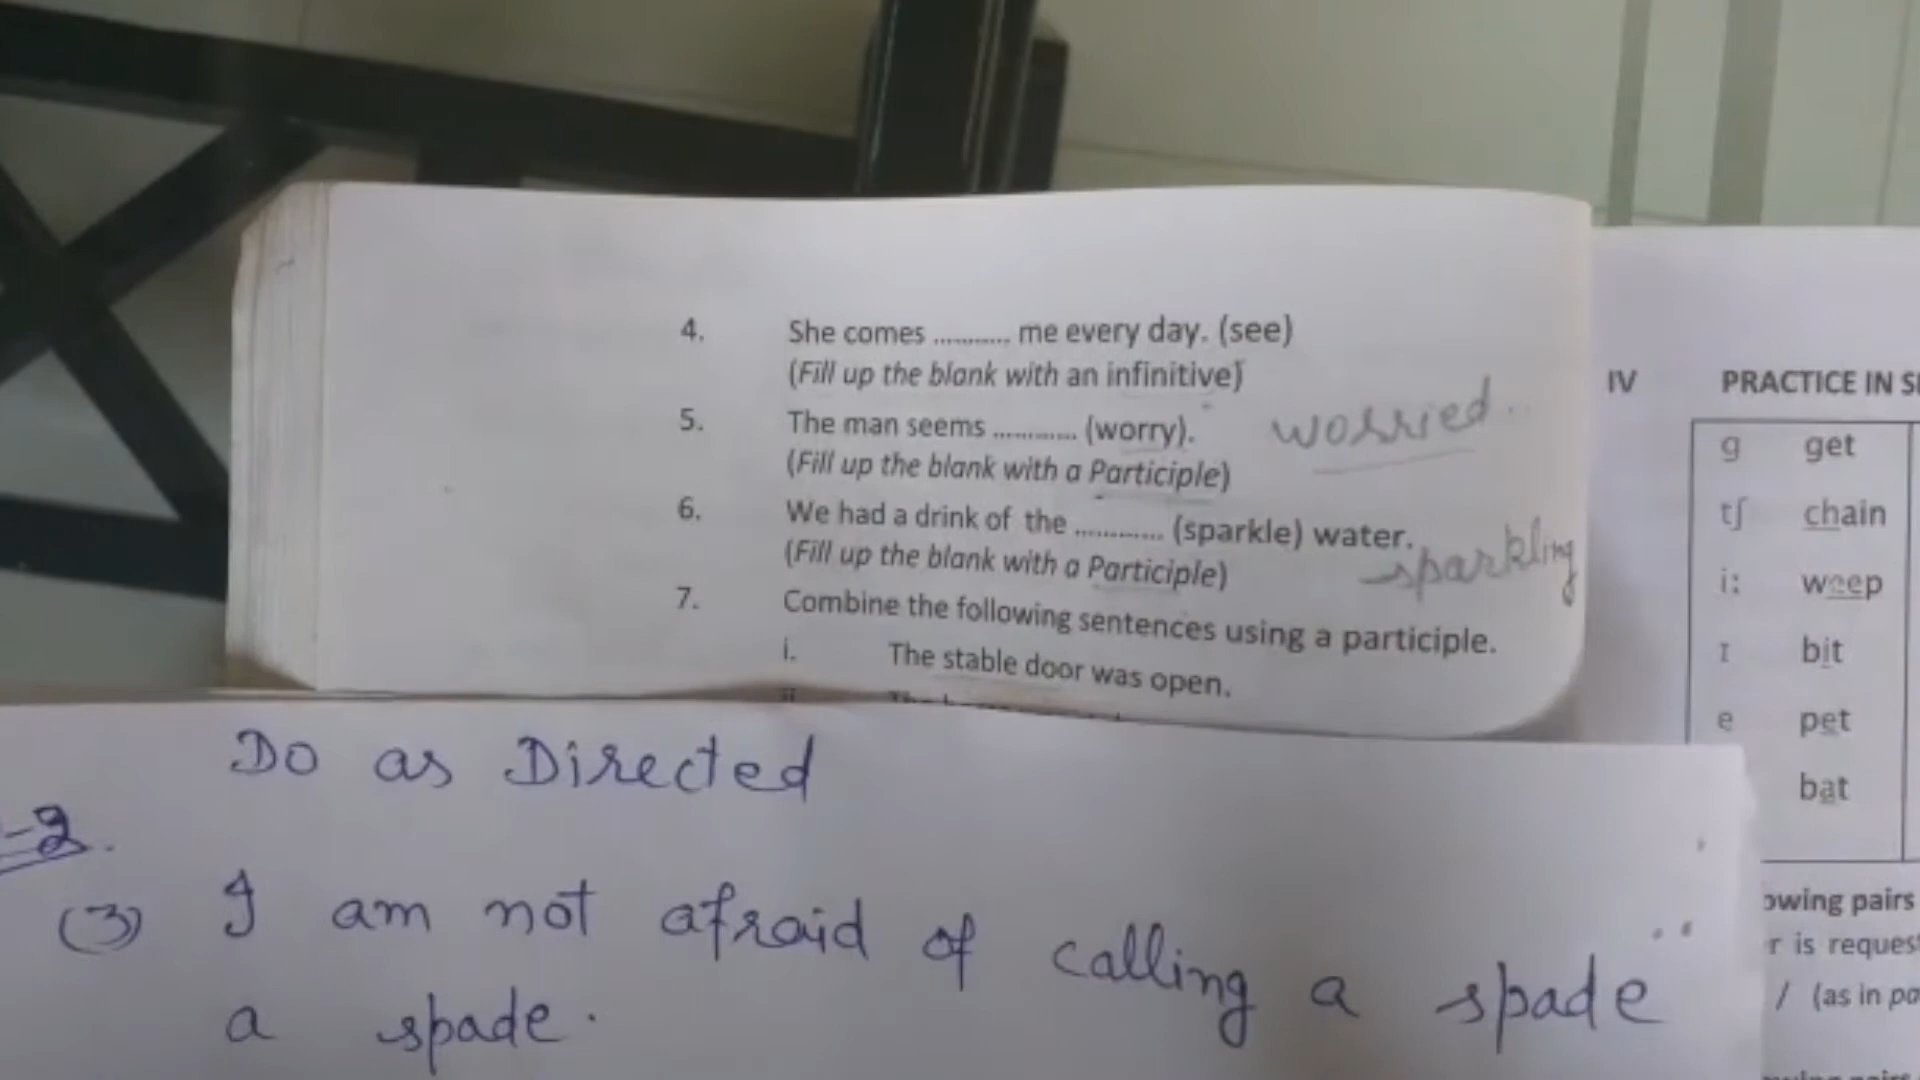 4. She comes ............ me every day. (see)
(Fill up the blank with an infinitive)
5. The man seems ............. (worry). worried..
(Fill up the blank with a Participle)
6. We had a drink of the ............. (sparkle) water. sparkling
(Fill up the blank with a Participle)
7. Combine the following sentences using a participle.
i. The stable door was open.
ii
IV PRACTICE IN
g get
tʃ chain
i: weep
ɪ bit
e pet
bat
owing pairs
r is reques
/ (as in
Do as Directed
-2.
(3) I am not afraid of calling a spade
a spade.